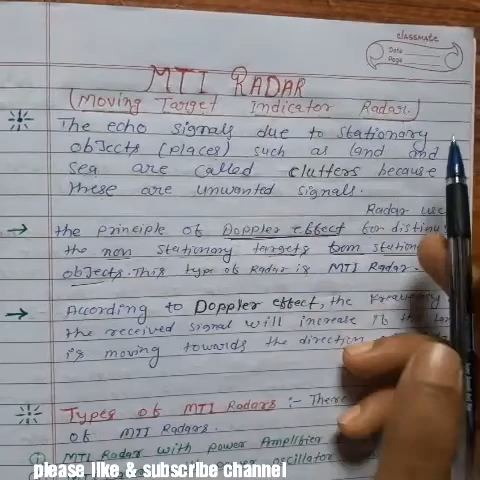 classmate
Date
Page
MTI RADAR
(Moving Target Indicator Radar.)
The echo signals due to stationary
objects (places) such as land and
sea are called clutters because
these are unwanted signals.
Radar use
→ the principle of Doppler effect for distin
the non stationary targets from station
objects. This type of Radar is MTI Radar.
→ According to Doppler effect, the frequency
the received signal will increase if the
is moving towards the direction
Types of MTI Radars :- There
of MTI Radars.
① MTI Radar with power Amplifier
oscillator
please like & subscribe channel